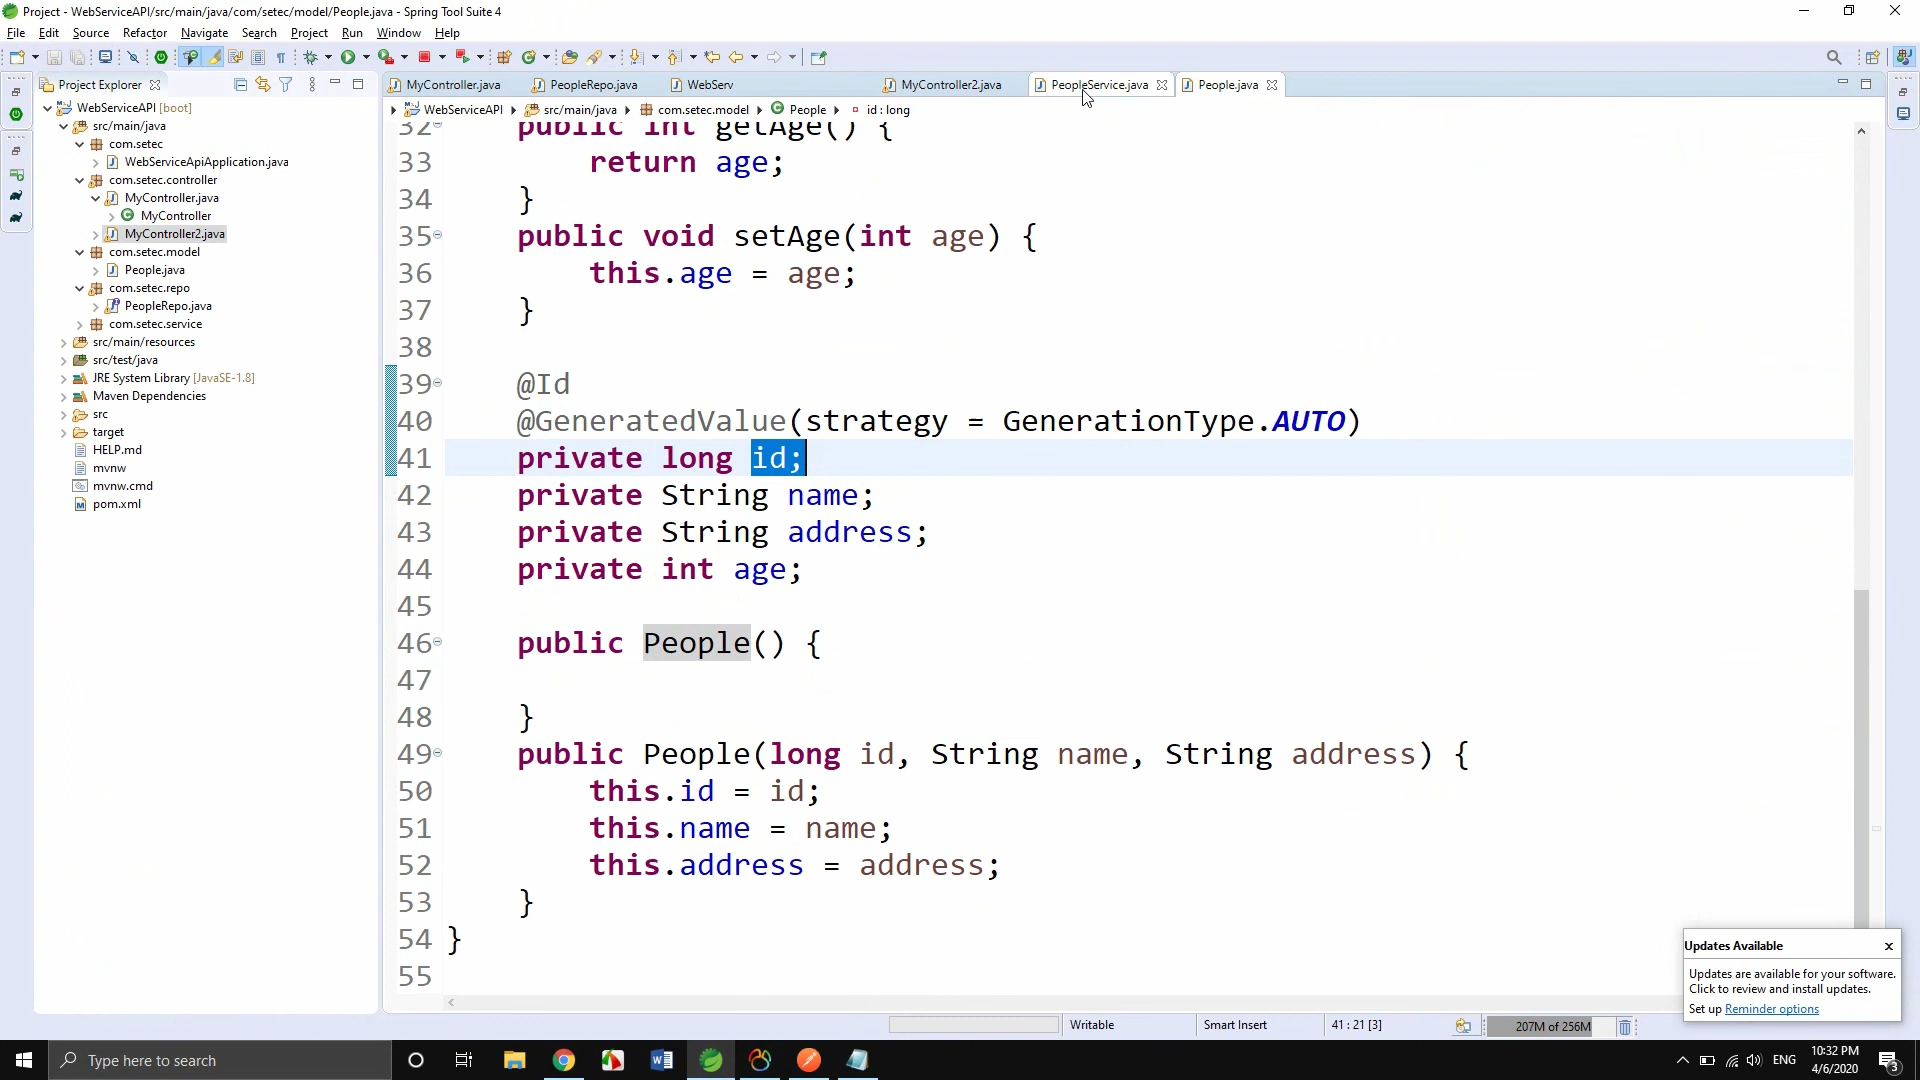 Project - WebServiceAPI/src/main/java/com/setec/model/People.java - Spring Tool Suite 4
File Edit Source Refactor Navigate Search Project Run Window Help
Project Explorer
MyController.java PeopleRepo.java WebServ MyController2.java PeopleService.java People.java
WebServiceAPI src/main/java com.setec.model People id : long
WebServiceAPI [boot]
src/main/java
com.setec
WebServiceApiApplication.java
com.setec.controller
MyController.java
MyController
MyController2.java
com.setec.model
People.java
com.setec.repo
PeopleRepo.java
com.setec.service
src/main/resources
src/test/java
JRE System Library [JavaSE-1.8]
Maven Dependencies
src
target
HELP.md
mvnw
mvnw.cmd
pom.xml
32 public int getAge() {
33 return age;
34 }
35 public void setAge(int age) {
36 this.age = age;
37 }
38
39 @Id
40 @GeneratedValue(strategy = GenerationType.AUTO)
41 private long id;
42 private String name;
43 private String address;
44 private int age;
45
46 public People() {
47
48 }
49 public People(long id, String name, String address) {
50 this.id = id;
51 this.name = name;
52 this.address = address;
53 }
54 }
55
Updates Available
Updates are available for your software.
Click to review and install updates.
Set up Reminder options
Writable Smart Insert 41 : 21 [3] 207M of 256M
Type here to search
ENG
10:32 PM
4/6/2020
3